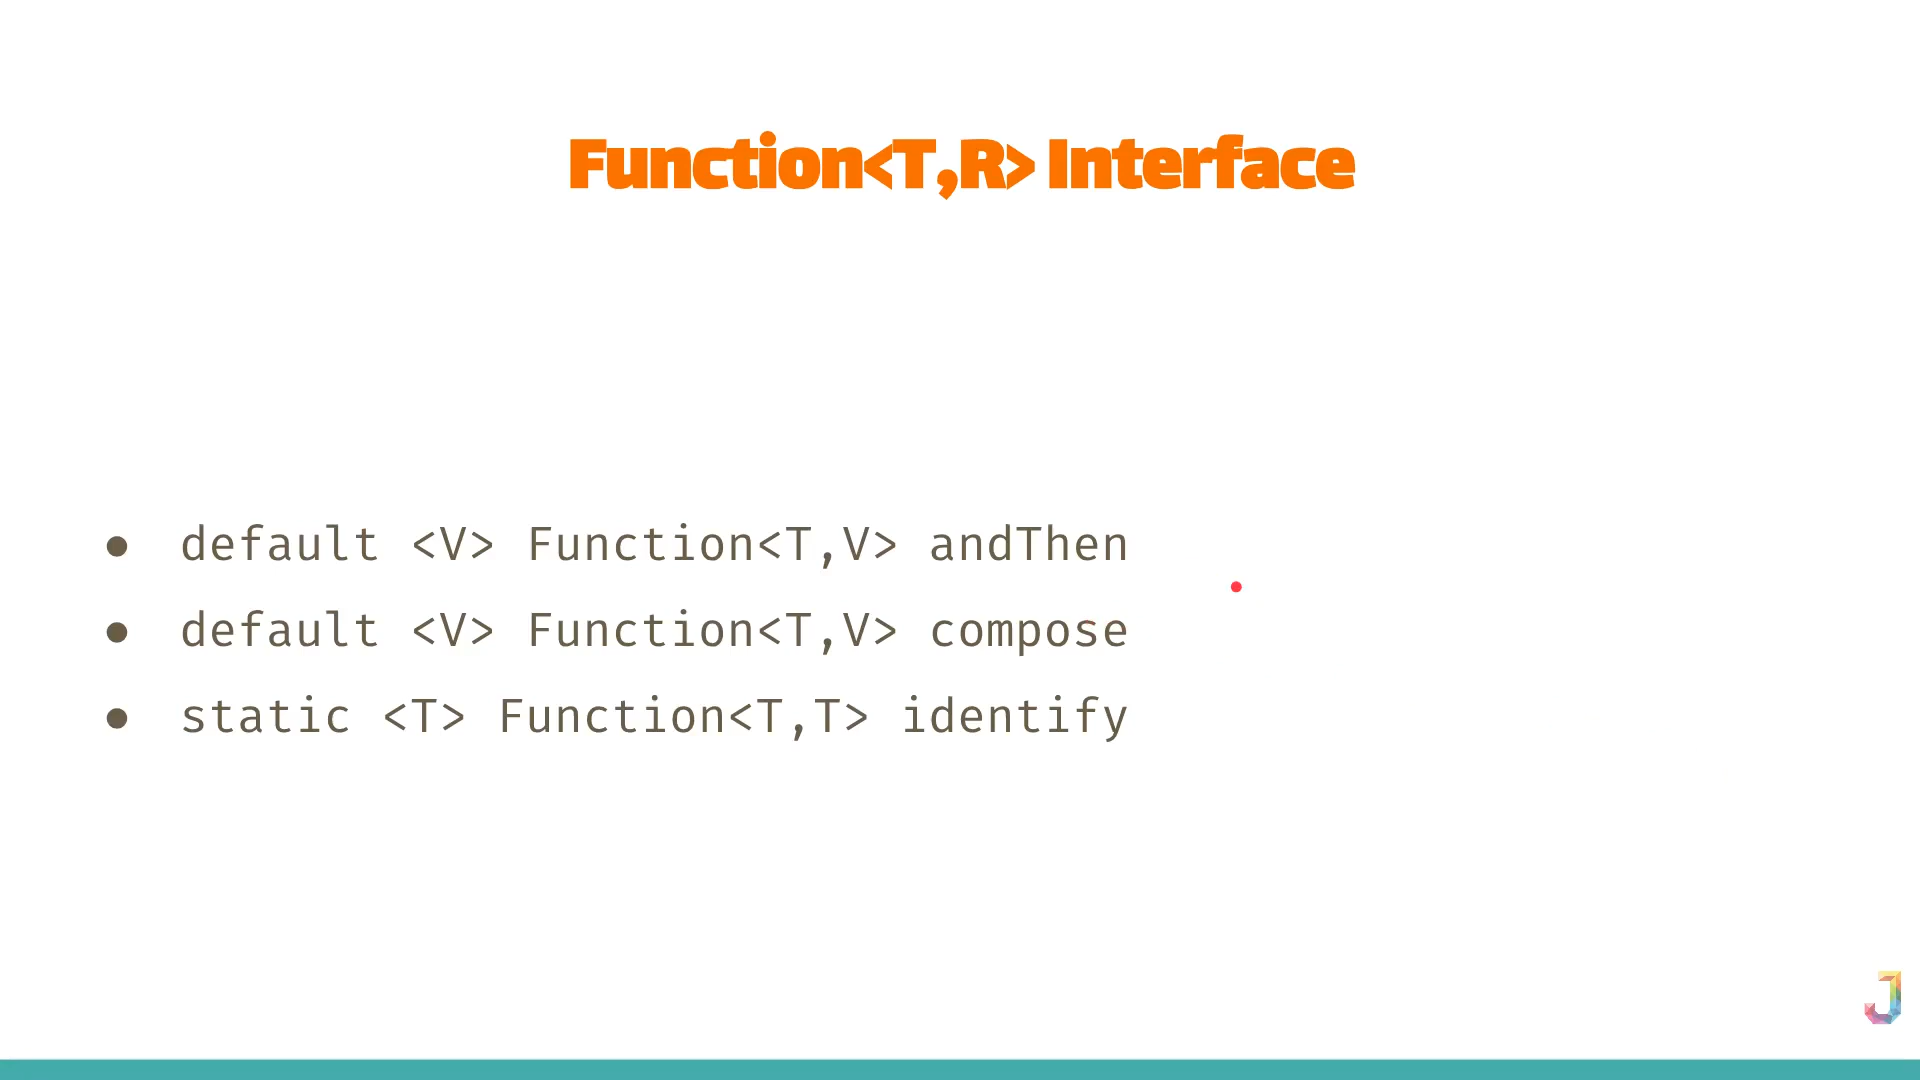 Function<T,R> Interface
● default <V> Function<T,V> andThen
● default <V> Function<T,V> compose
● static <T> Function<T,T> identify
J